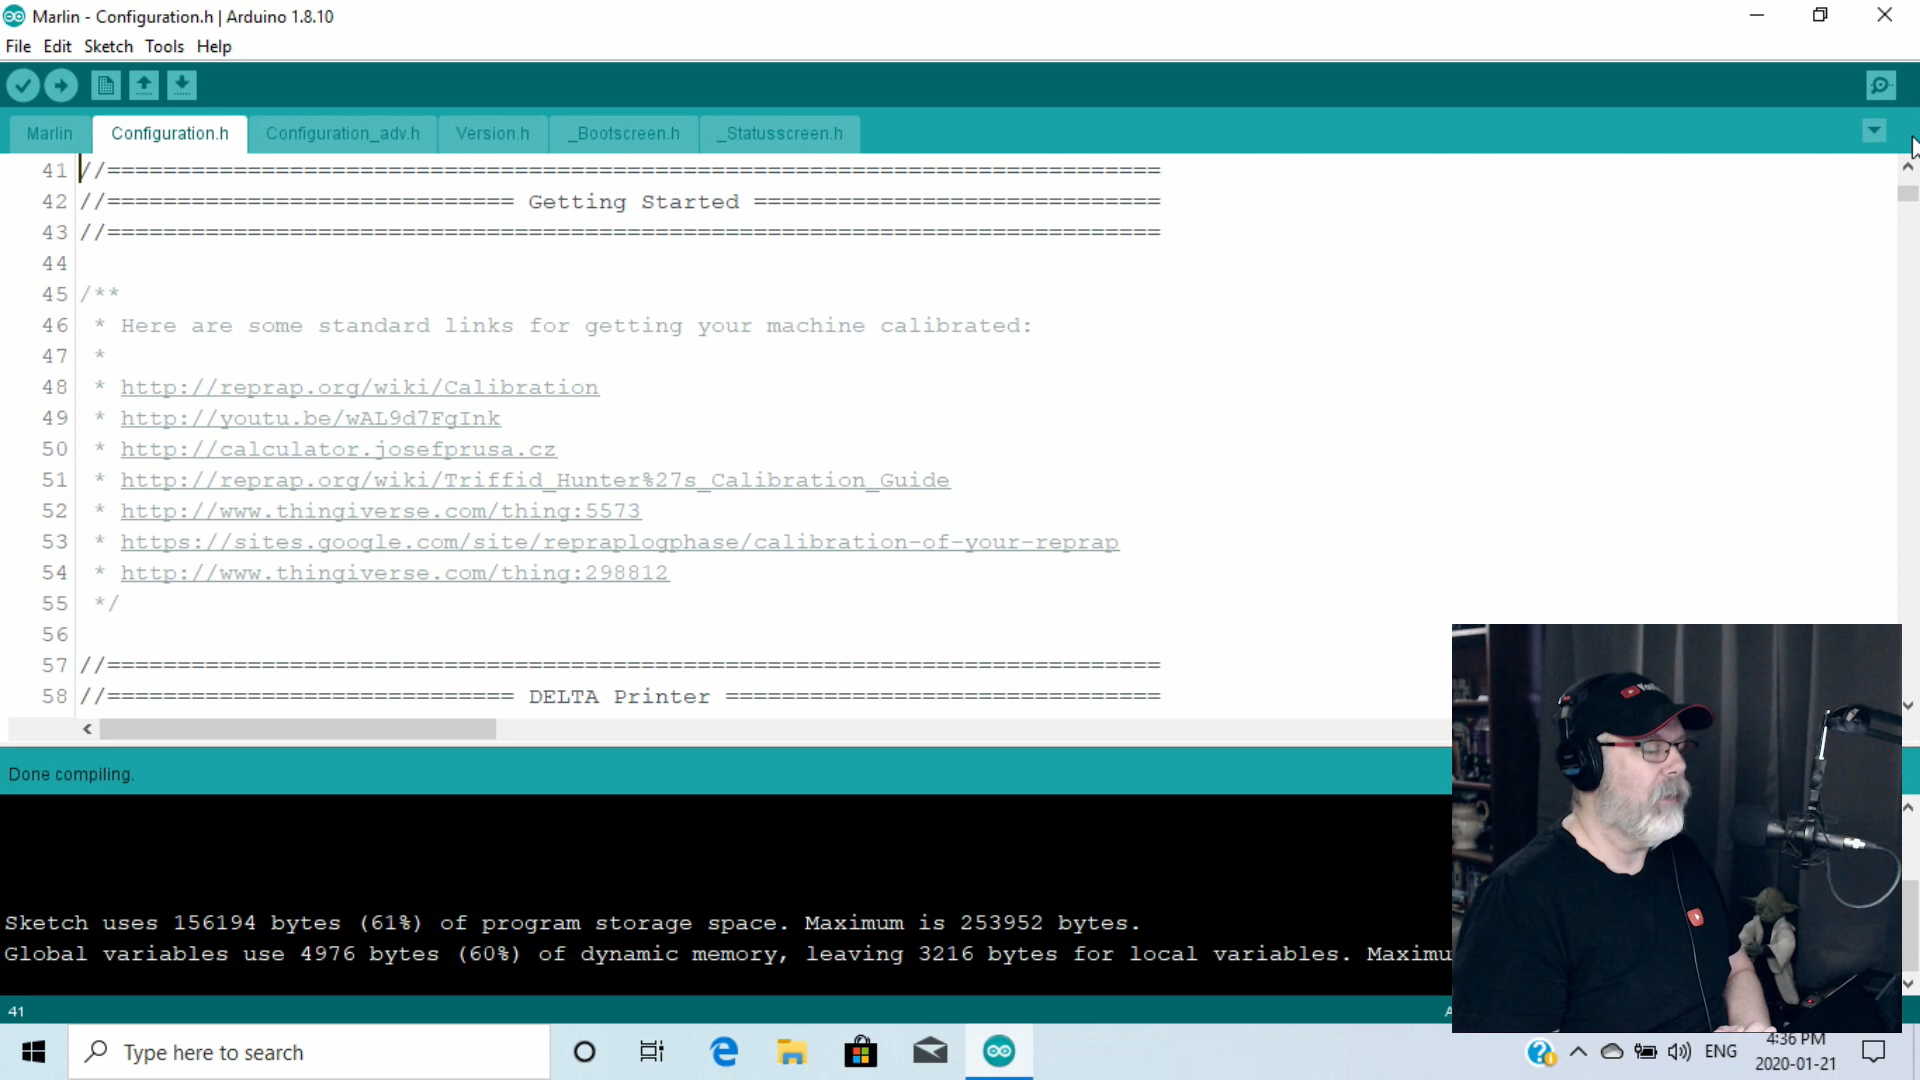 Marlin - Configuration.h | Arduino 1.8.10
File Edit Sketch Tools Help
Marlin Configuration.h Configuration_adv.h Version.h _Bootscreen.h _Statusscreen.h
41 //===========================================================================
42 //============================= Getting Started =============================
43 //===========================================================================
44
45 /**
46 * Here are some standard links for getting your machine calibrated:
47 *
48 * http://reprap.org/wiki/Calibration
49 * http://youtu.be/wAL9d7FgInk
50 * http://calculator.josefprusa.cz
51 * http://reprap.org/wiki/Triffid_Hunter%27s_Calibration_Guide
52 * http://www.thingiverse.com/thing:5573
53 * https://sites.google.com/site/repraplogphase/calibration-of-your-reprap
54 * http://www.thingiverse.com/thing:298812
55 */
56
57 //===========================================================================
58 //============================= DELTA Printer ===============================
Done compiling.
Sketch uses 156194 bytes (61%) of program storage space. Maximum is 253952 bytes.
Global variables use 4976 bytes (60%) of dynamic memory, leaving 3216 bytes for local variables.
41
Type here to search
ENG
4:36 PM
2020-01-21